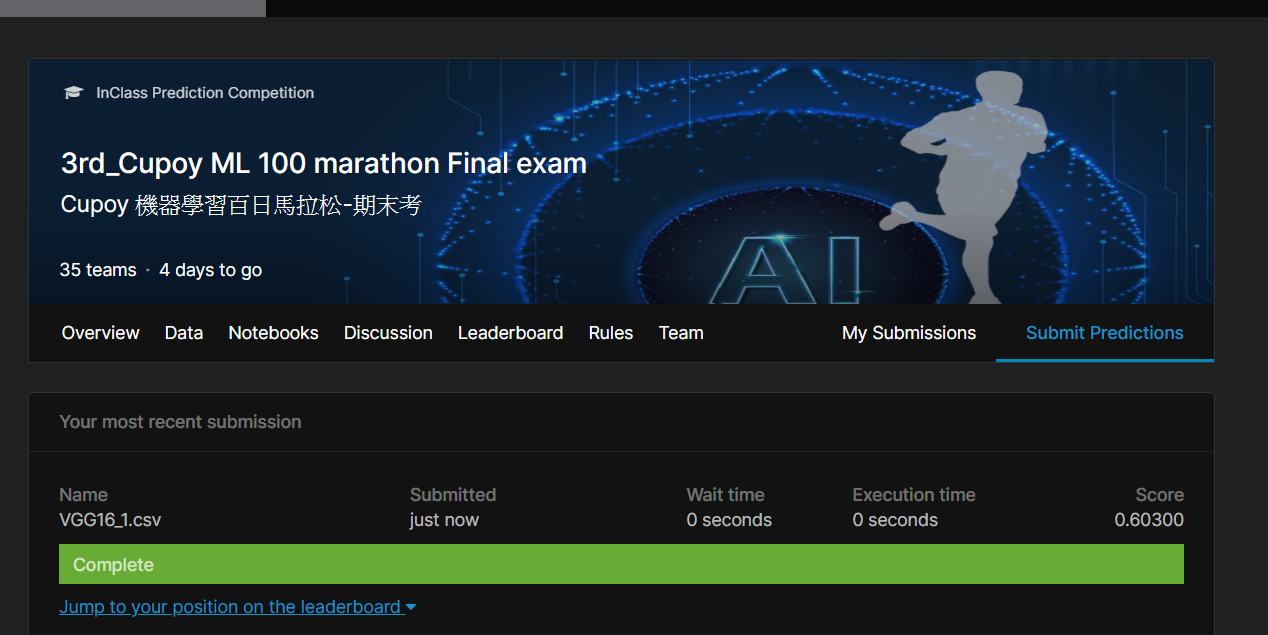 InClass Prediction Competition
3rd_Cupoy ML 100 marathon Final exam
Cupoy 機器學習百日馬拉松-期末考
35 teams · 4 days to go
AI
Overview Data Notebooks Discussion Leaderboard Rules Team My Submissions Submit Predictions
Your most recent submission
Name Submitted Wait time Execution time Score
VGG16_1.csv just now 0 seconds 0 seconds 0.60300
Complete
Jump to your position on the leaderboard